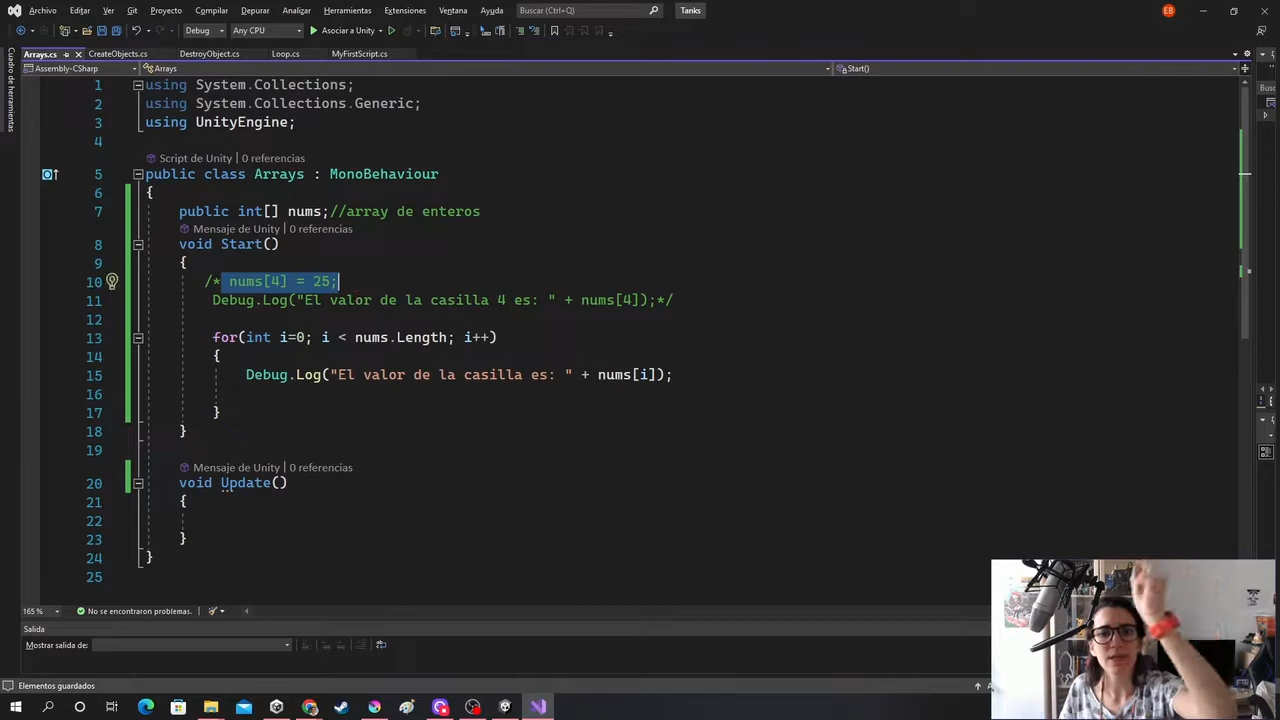 Archivo Editar Ver Git Proyecto Compilar Depurar Analizar Herramientas Extensiones Ventana Ayuda Buscar (Ctrl+Q) Tanks EB
Debug Any CPU Asociar a Unity
Arrays.cs CreateObjects.cs DestroyObject.cs Loop.cs MyFirstScript.cs
Assembly-CSharp Arrays Start()
Cuadro de herramientas
Busc
1 using System.Collections;
2 using System.Collections.Generic;
3 using UnityEngine;
4
Script de Unity | 0 referencias
5 public class Arrays : MonoBehaviour
6 {
7 public int[] nums;//array de enteros
Mensaje de Unity | 0 referencias
8 void Start()
9 {
10 /* nums[4] = 25;
11 Debug.Log("El valor de la casilla 4 es: " + nums[4]);*/
12
13 for(int i=0; i < nums.Length; i++)
14 {
15 Debug.Log("El valor de la casilla es: " + nums[i]);
16
17 }
18 }
19
Mensaje de Unity | 0 referencias
20 void Update()
21 {
22
23 }
24 }
25
165 % No se encontraron problemas.
Salida
Mostrar salida de:
Elementos guardados